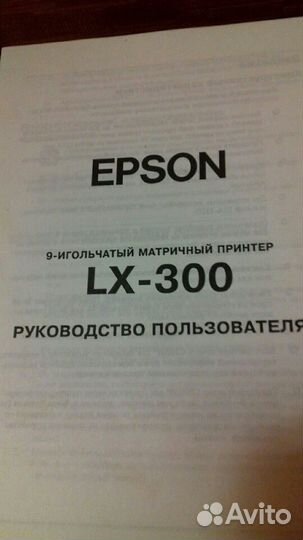 EPSON
9-ИГОЛЬЧАТЫЙ МАТРИЧНЫЙ ПРИНТЕР
LX-300
РУКОВОДСТВО ПОЛЬЗОВАТЕЛЯ
Avito